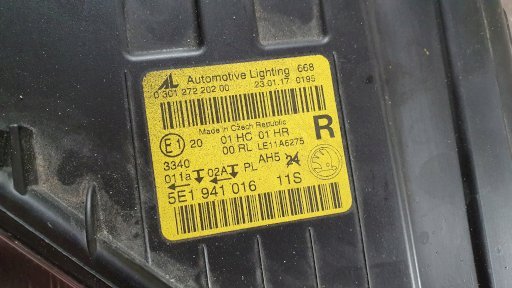 AL Automotive Lighting 668
0 301 272 202 00 23.01.17 0195
Made in Czech Republic
E1 20 01 HC 01 HR R
00 RL LE11A6275
3340 AH5 24
011a 02A PL
5E1 941 016 11S